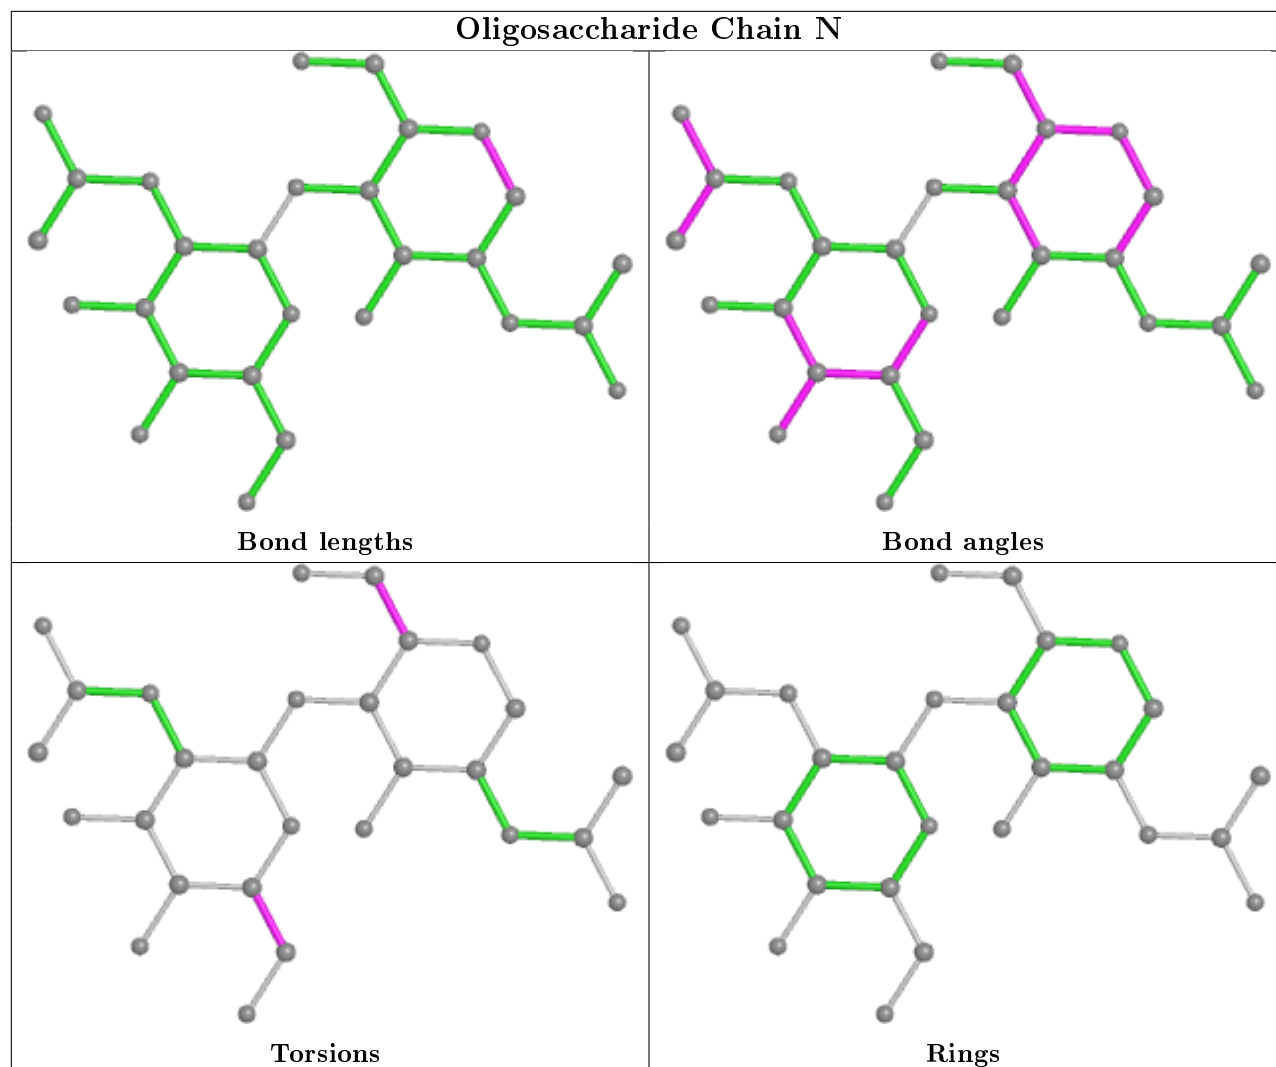 Oligosaccharide Chain N
Bond lengths
Bond angles
Torsions
Rings